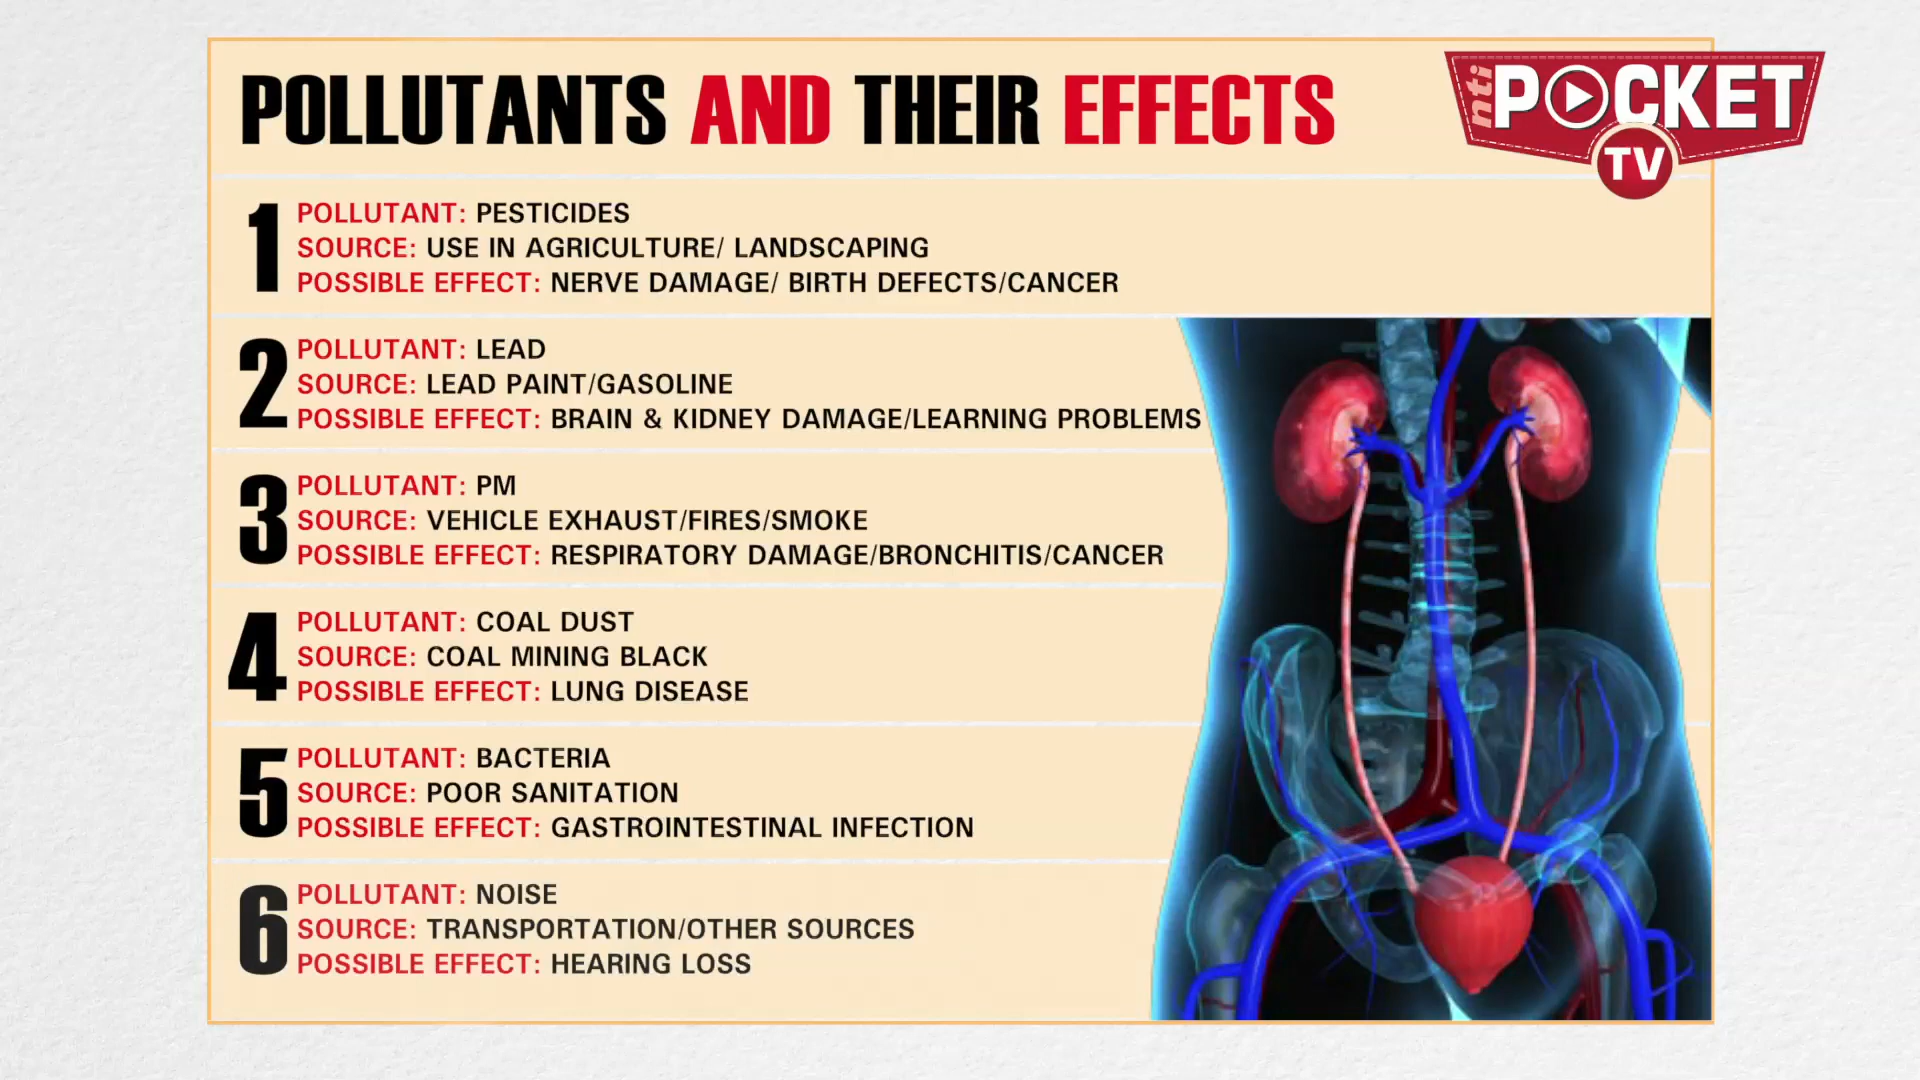 POLLUTANTS AND THEIR EFFECTS
nti POCKET
TV
1
POLLUTANT: PESTICIDES
SOURCE: USE IN AGRICULTURE/ LANDSCAPING
POSSIBLE EFFECT: NERVE DAMAGE/ BIRTH DEFECTS/CANCER
2
POLLUTANT: LEAD
SOURCE: LEAD PAINT/GASOLINE
POSSIBLE EFFECT: BRAIN & KIDNEY DAMAGE/LEARNING PROBLEMS
3
POLLUTANT: PM
SOURCE: VEHICLE EXHAUST/FIRES/SMOKE
POSSIBLE EFFECT: RESPIRATORY DAMAGE/BRONCHITIS/CANCER
4
POLLUTANT: COAL DUST
SOURCE: COAL MINING BLACK
POSSIBLE EFFECT: LUNG DISEASE
5
POLLUTANT: BACTERIA
SOURCE: POOR SANITATION
POSSIBLE EFFECT: GASTROINTESTINAL INFECTION
6
POLLUTANT: NOISE
SOURCE: TRANSPORTATION/OTHER SOURCES
POSSIBLE EFFECT: HEARING LOSS